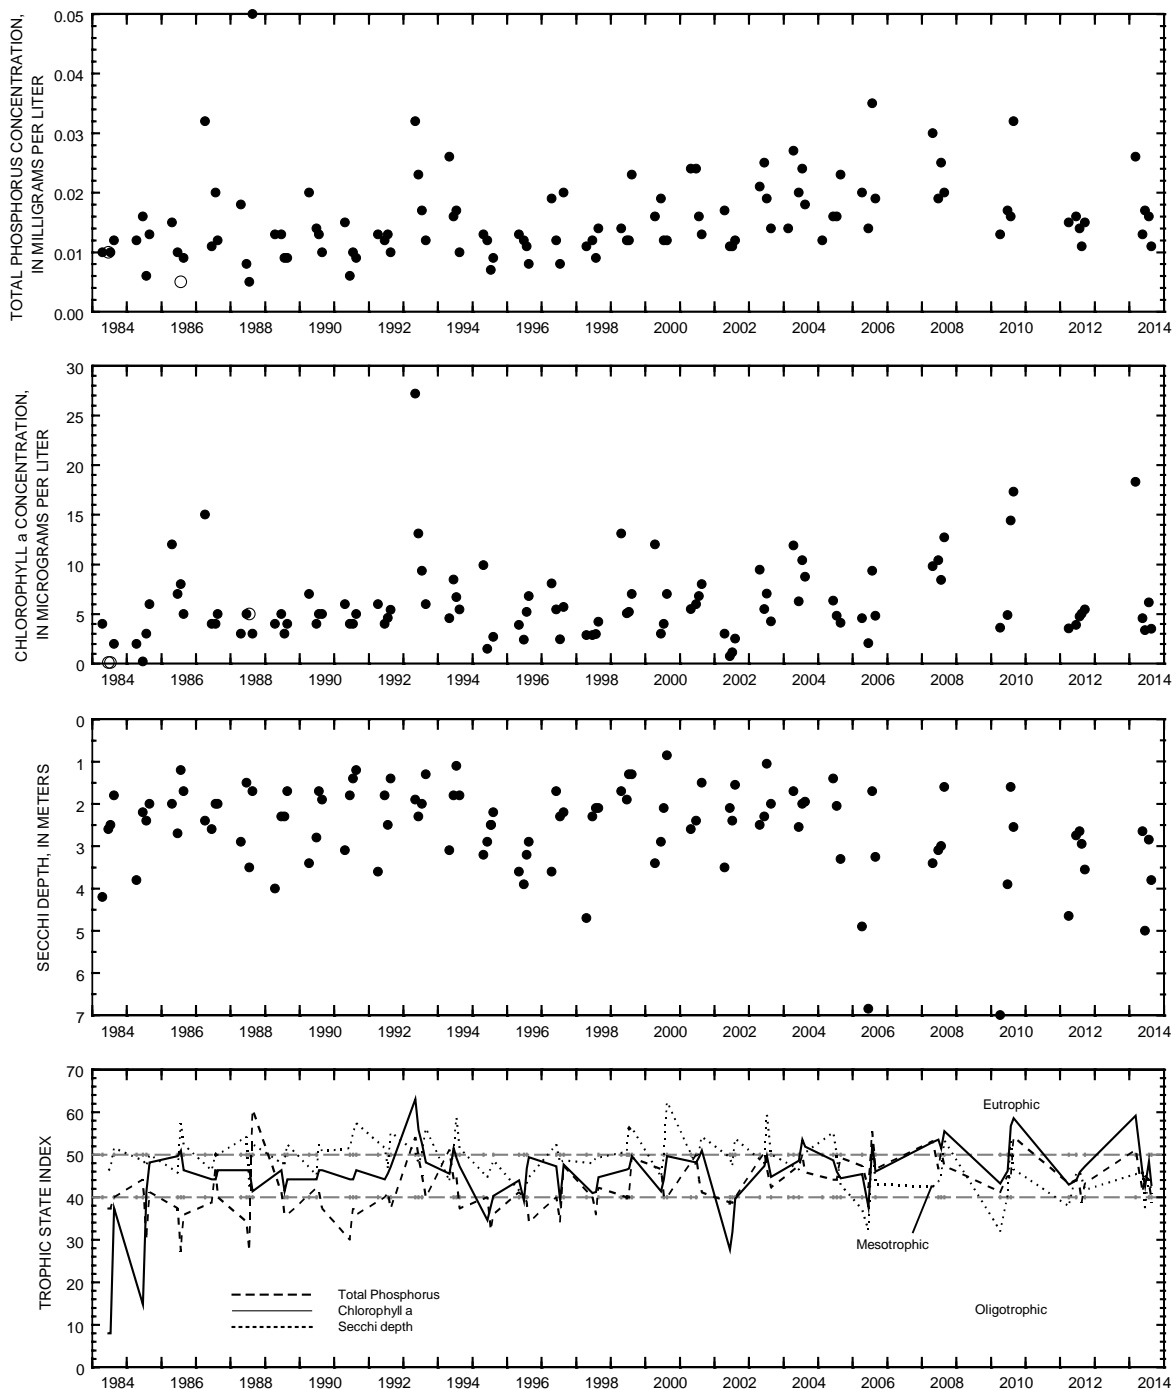 TOTAL PHOSPHORUS CONCENTRATION,
IN MILLIGRAMS PER LITER
0.05
0.04
0.03
0.02
0.01
0.00
1984 1986 1988 1990 1992 1994 1996 1998 2000 2002 2004 2006 2008 2010 2012 2014
CHLOROPHYLL a CONCENTRATION,
IN MICROGRAMS PER LITER
30
25
20
15
10
5
0
1984 1986 1988 1990 1992 1994 1996 1998 2000 2002 2004 2006 2008 2010 2012 2014
SECCHI DEPTH, IN METERS
0
1
2
3
4
5
6
7
1984 1986 1988 1990 1992 1994 1996 1998 2000 2002 2004 2006 2008 2010 2012 2014
TROPHIC STATE INDEX
70
60
50
40
30
20
10
0
Eutrophic
Mesotrophic
Oligotrophic
Total Phosphorus
Chlorophyll a
Secchi depth
1984 1986 1988 1990 1992 1994 1996 1998 2000 2002 2004 2006 2008 2010 2012 2014